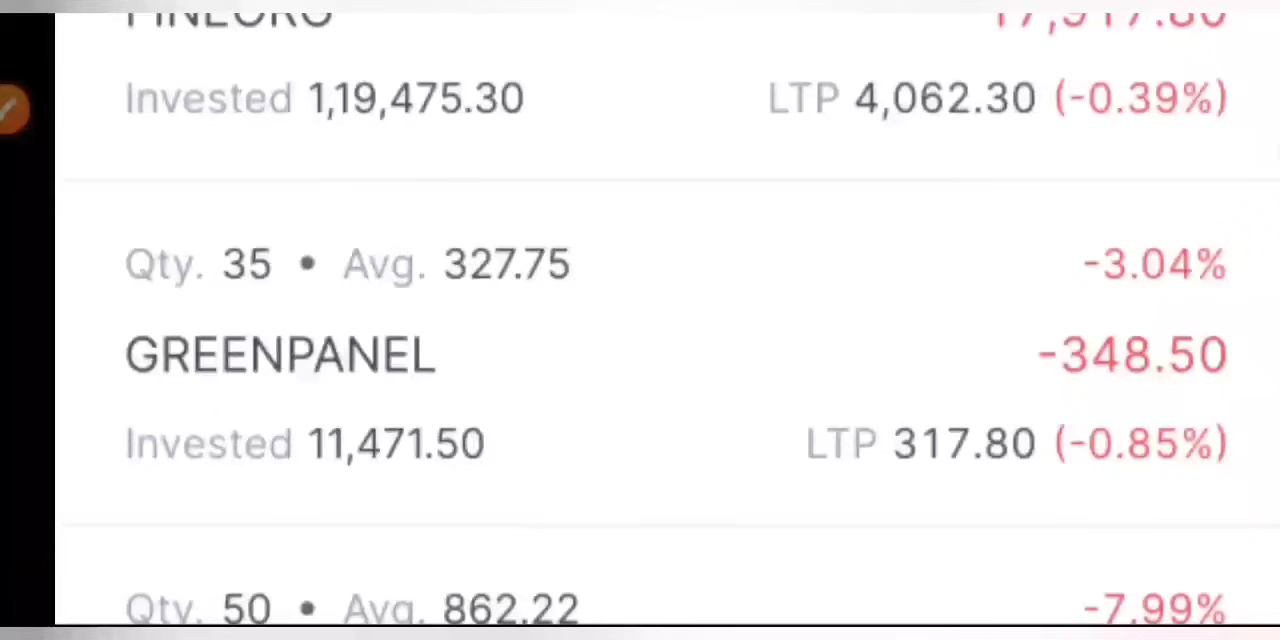 FINEORG
Invested 1,19,475.30 LTP 4,062.30 (-0.39%)
Qty. 35 • Avg. 327.75 -3.04%
GREENPANEL -348.50
Invested 11,471.50 LTP 317.80 (-0.85%)
Qty. 50 • Avg. 862.22 -7.99%